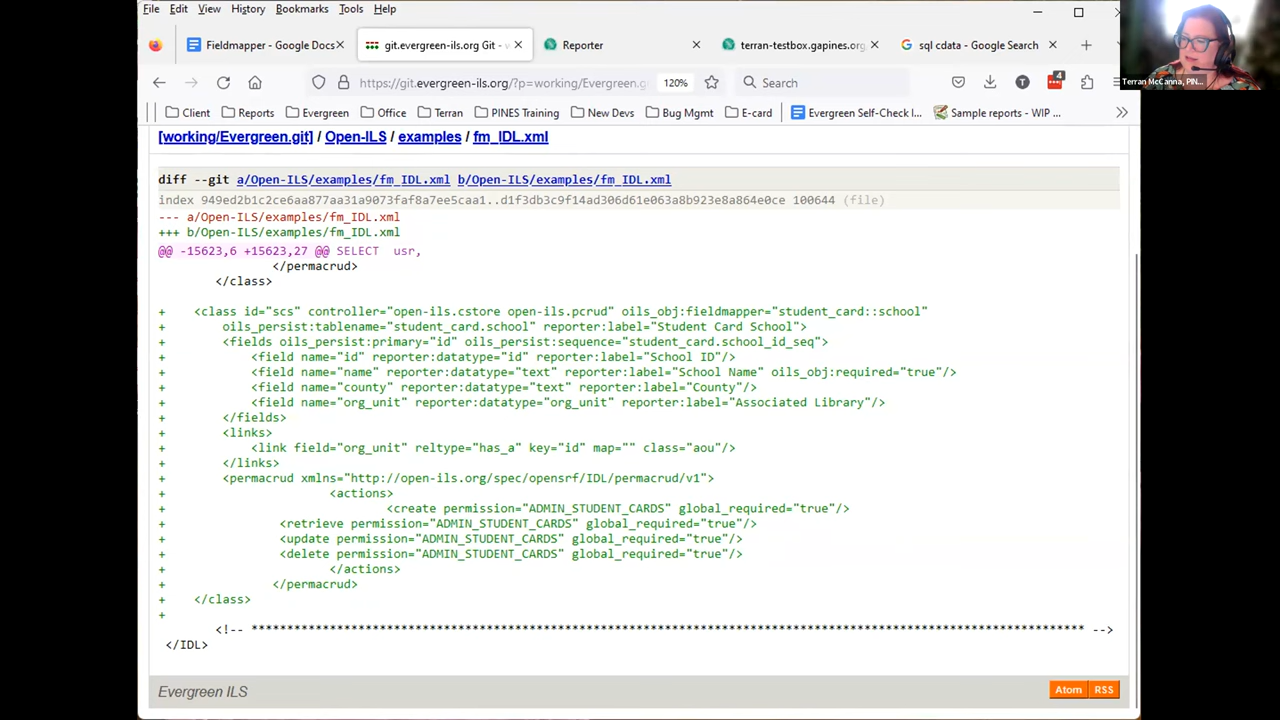 File Edit View History Bookmarks Tools Help
Fieldmapper - Google Docs
git.evergreen-ils.org Git -
Reporter
terran-testbox.gapines.org
sql cdata - Google Search
https://git.evergreen-ils.org/?p=working/Evergreen.g
120%
Search
T
4
Client Reports Evergreen Office Terran PINES Training New Devs Bug Mgmt E-card Evergreen Self-Check I... Sample reports - WIP ...
Terran McCanna, PIN...
[working/Evergreen.git] / Open-ILS / examples / fm_IDL.xml
diff --git a/Open-ILS/examples/fm_IDL.xml b/Open-ILS/examples/fm_IDL.xml
index 949ed2b1c2ce6aa877aa31a9073faf8a7ee5caa1..d1f3db3c9f14ad306d61e063a8b923e8a864e0ce 100644 (file)
--- a/Open-ILS/examples/fm_IDL.xml
+++ b/Open-ILS/examples/fm_IDL.xml
@@ -15623,6 +15623,27 @@ SELECT usr,
</permacrud>
</class>
+ <class id="scs" controller="open-ils.cstore open-ils.pcrud" oils_obj:fieldmapper="student_card::school"
+ oils_persist:tablename="student_card.school" reporter:label="Student Card School">
+ <fields oils_persist:primary="id" oils_persist:sequence="student_card.school_id_seq">
+ <field name="id" reporter:datatype="id" reporter:label="School ID"/>
+ <field name="name" reporter:datatype="text" reporter:label="School Name" oils_obj:required="true"/>
+ <field name="county" reporter:datatype="text" reporter:label="County"/>
+ <field name="org_unit" reporter:datatype="org_unit" reporter:label="Associated Library"/>
+ </fields>
+ <links>
+ <link field="org_unit" reltype="has_a" key="id" map="" class="aou"/>
+ </links>
+ <permacrud xmlns="http://open-ils.org/spec/opensrf/IDL/permacrud/v1">
+ <actions>
+ <create permission="ADMIN_STUDENT_CARDS" global_required="true"/>
+ <retrieve permission="ADMIN_STUDENT_CARDS" global_required="true"/>
+ <update permission="ADMIN_STUDENT_CARDS" global_required="true"/>
+ <delete permission="ADMIN_STUDENT_CARDS" global_required="true"/>
+ </actions>
+ </permacrud>
+ </class>
+
<!-- *************************************************************************************************************** -->
</IDL>
Evergreen ILS
Atom RSS